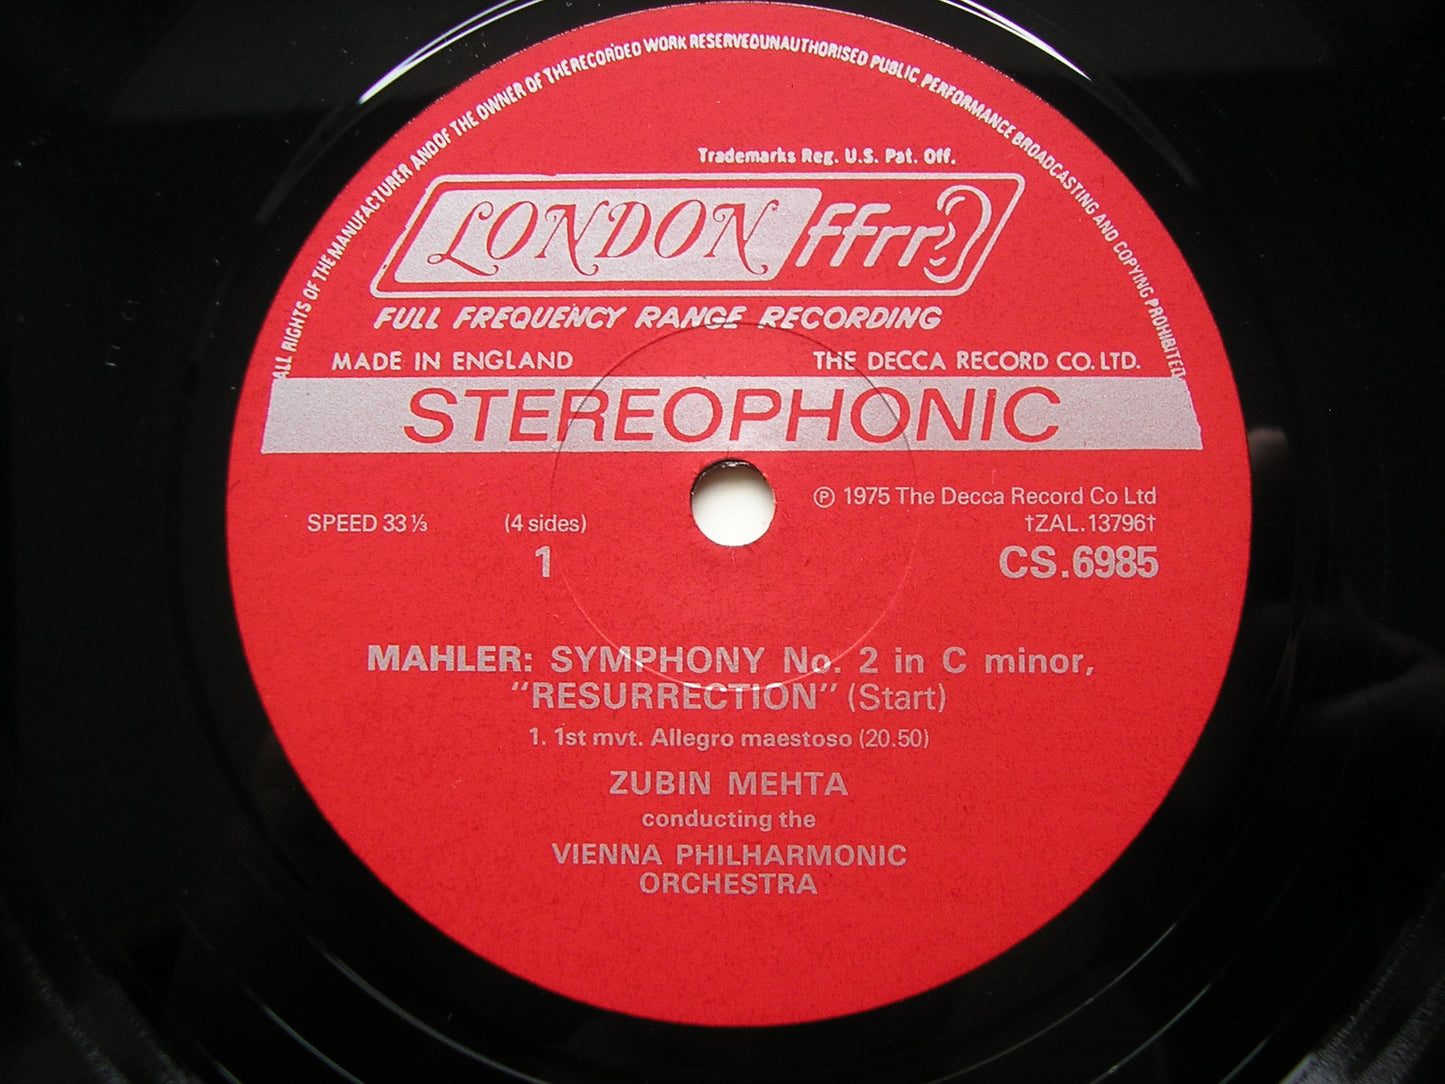 ALL RIGHTS OF THE MANUFACTURER AND OF THE OWNER OF THE RECORDED WORK RESERVED UNAUTHORISED PUBLIC PERFORMANCE BROADCASTING AND COPYING PROHIBITED
Trademarks Reg. U.S. Pat. Off.
LONDON ffrr
FULL FREQUENCY RANGE RECORDING
MADE IN ENGLAND THE DECCA RECORD CO. LTD.
STEREOPHONIC
℗ 1975 The Decca Record Co Ltd
SPEED 33⅓ (4 sides) †ZAL.13796†
1 CS.6985
MAHLER: SYMPHONY No. 2 in C minor,
“RESURRECTION” (Start)
1. 1st mvt. Allegro maestoso (20.50)
ZUBIN MEHTA
conducting the
VIENNA PHILHARMONIC
ORCHESTRA